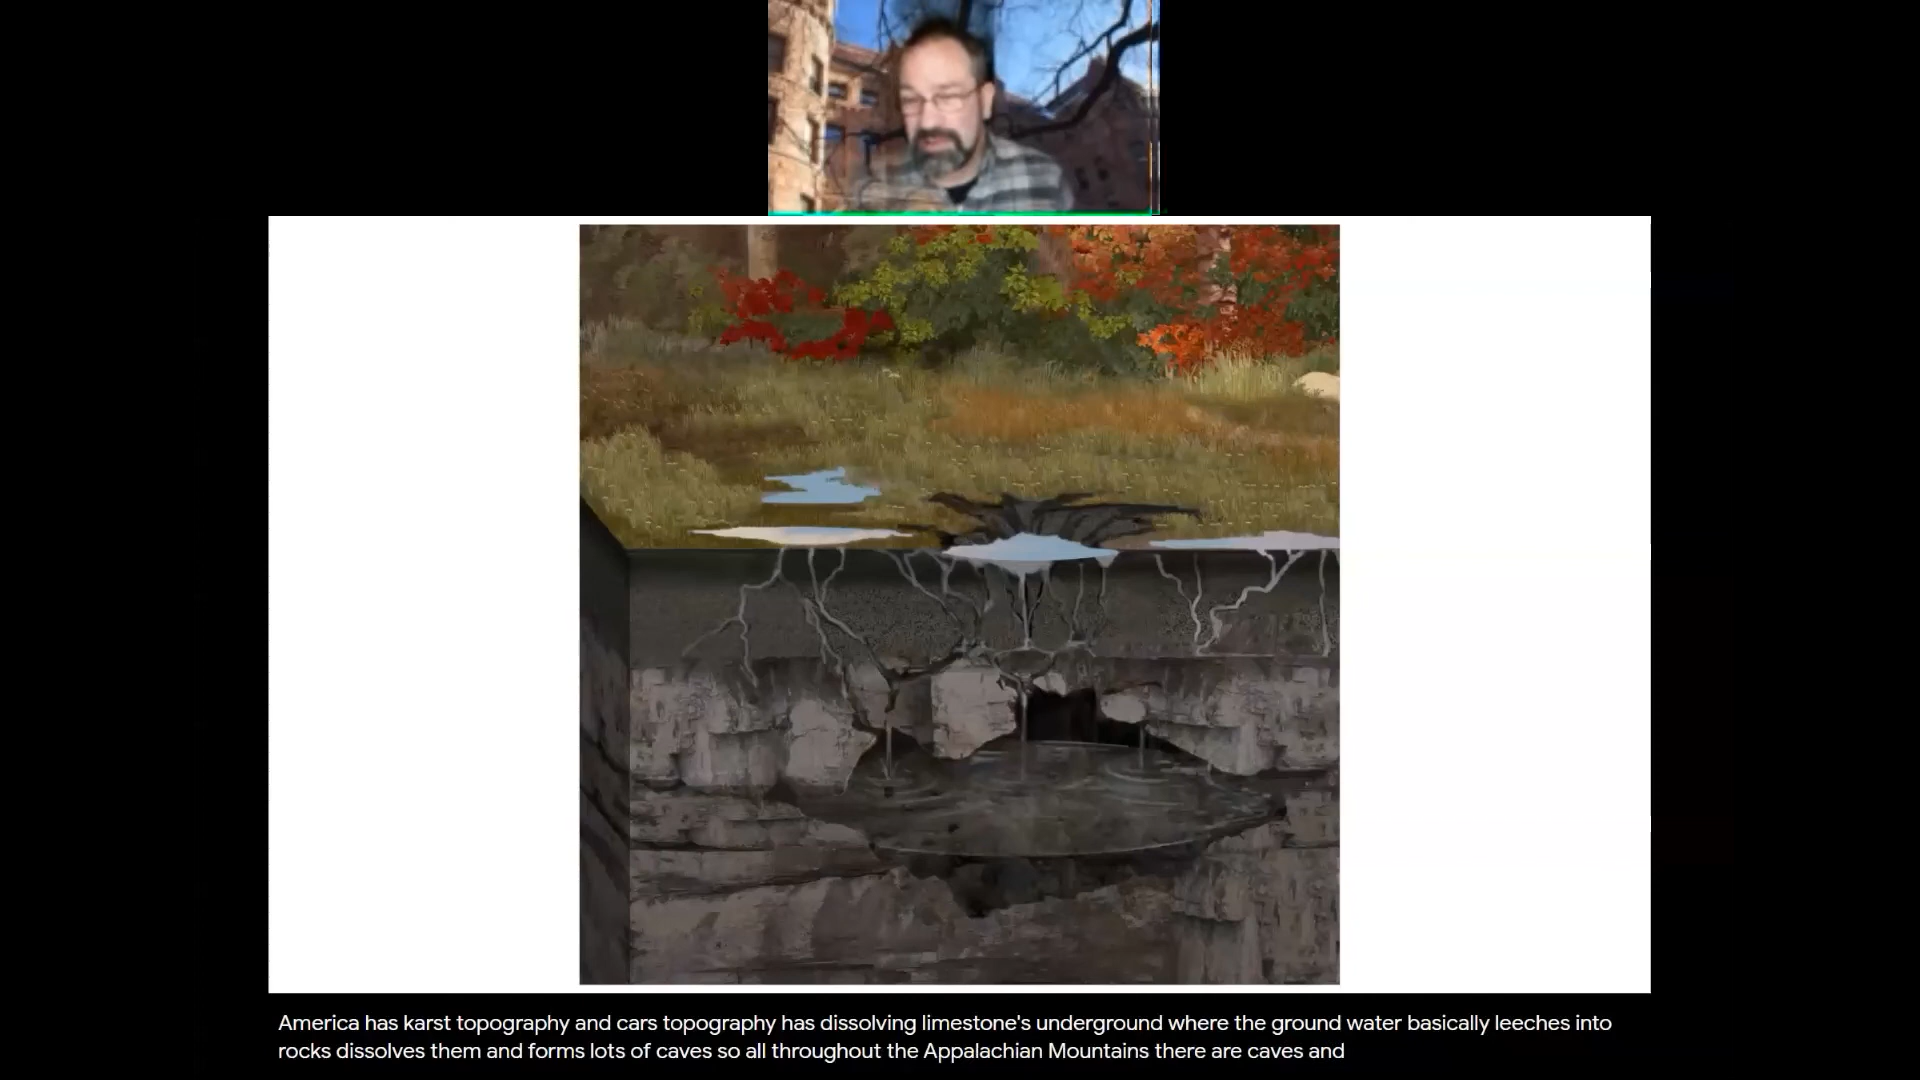 America has karst topography and cars topography has dissolving limestone's underground where the ground water basically leeches into
rocks dissolves them and forms lots of caves so all throughout the Appalachian Mountains there are caves and